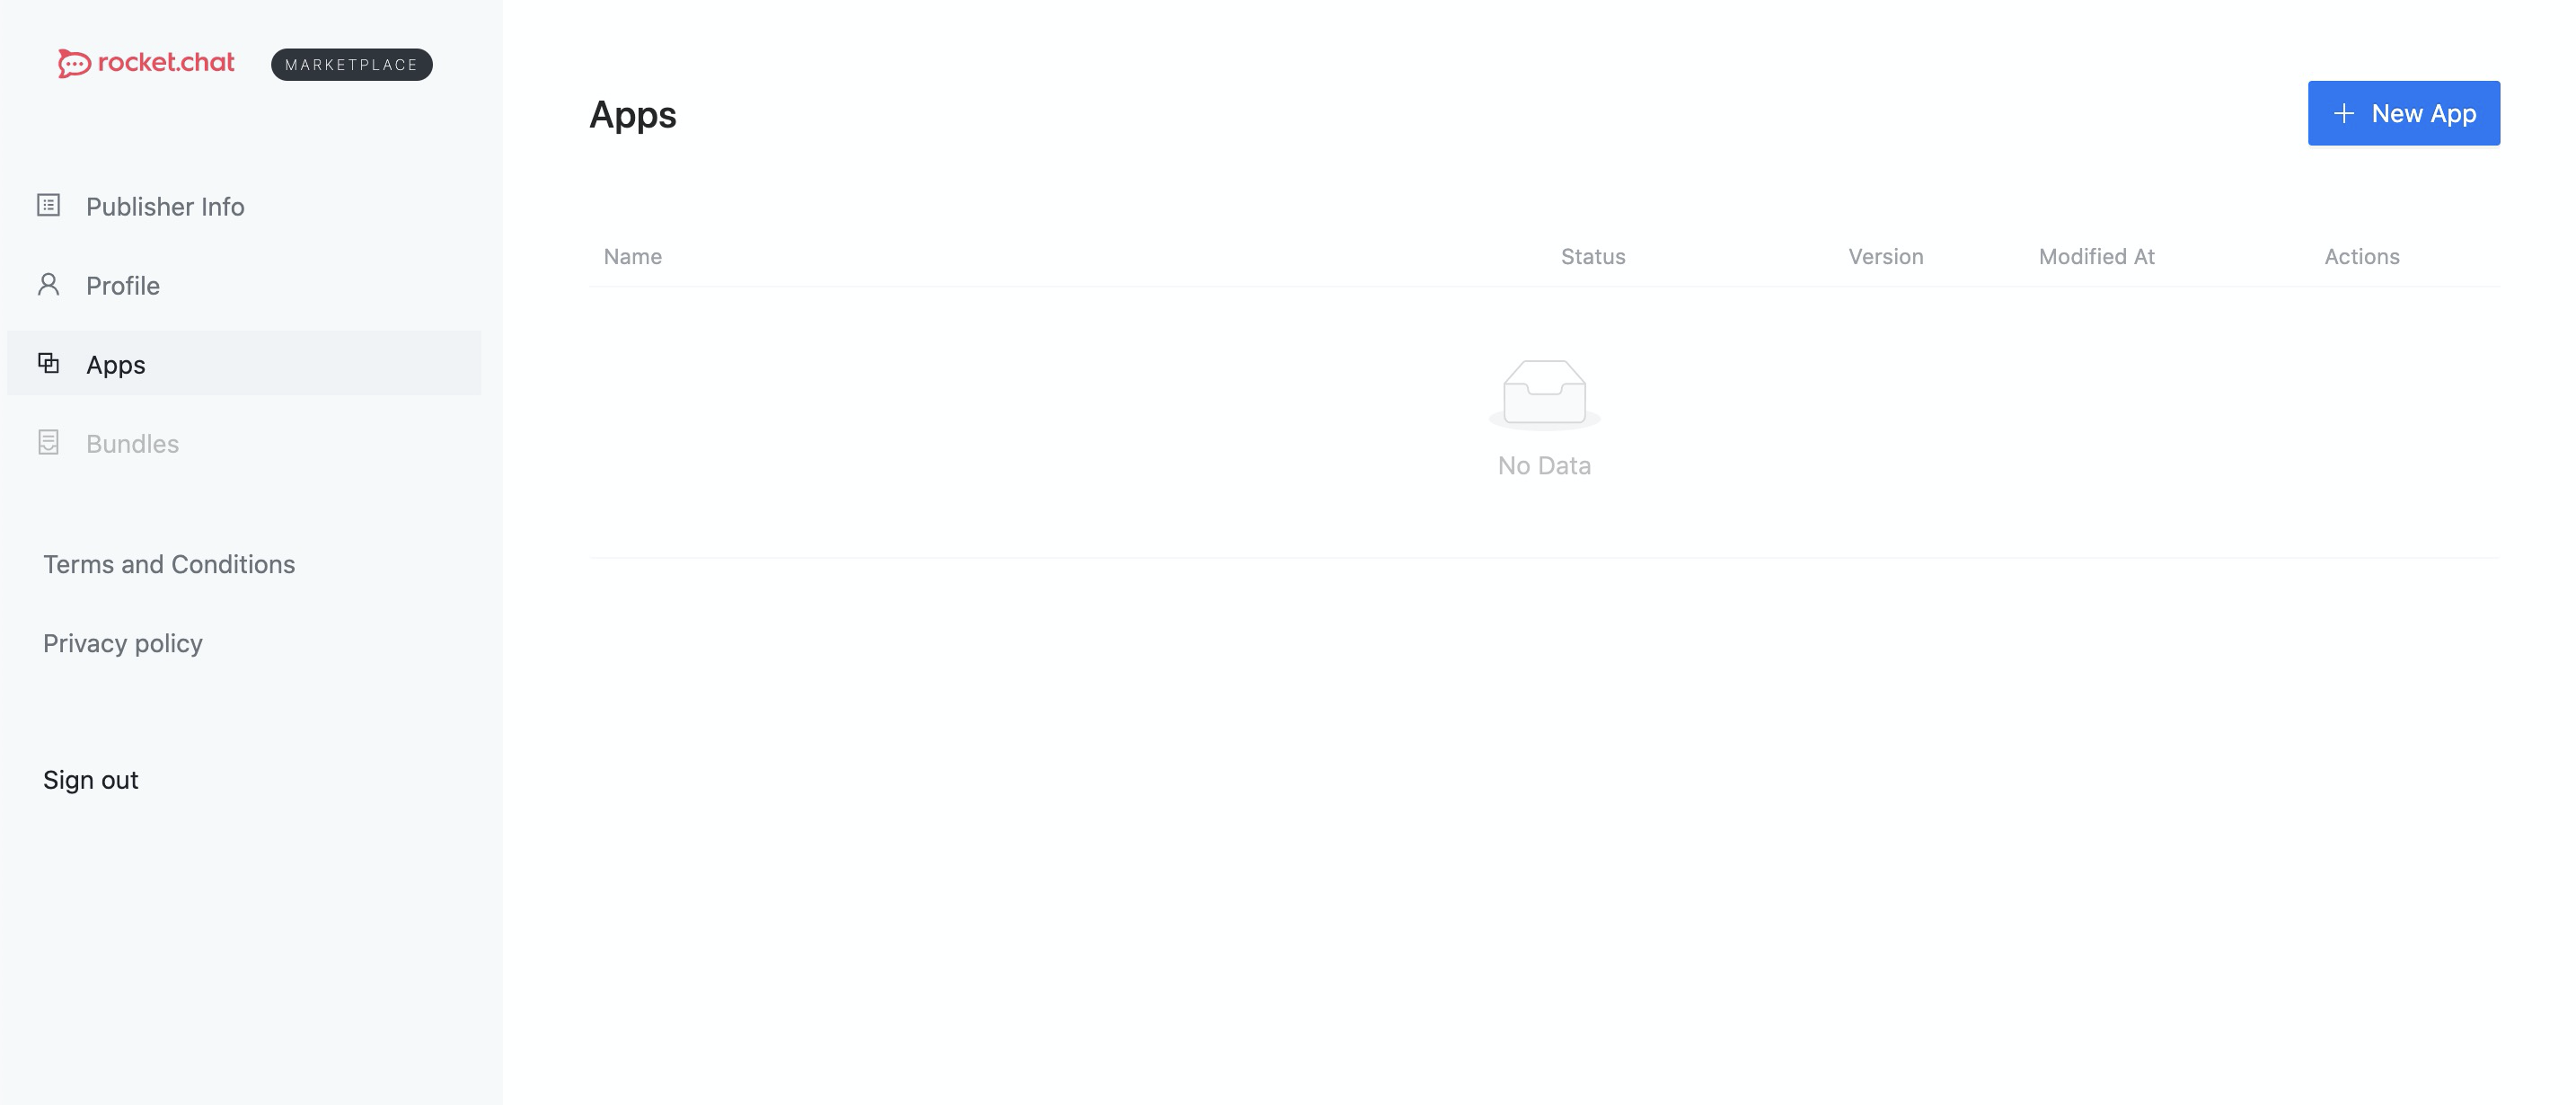 rocket.chat MARKETPLACE
Publisher Info
Profile
Apps
Bundles
Terms and Conditions
Privacy policy
Sign out
Apps
New App
Name Status Version Modified At Actions
No Data